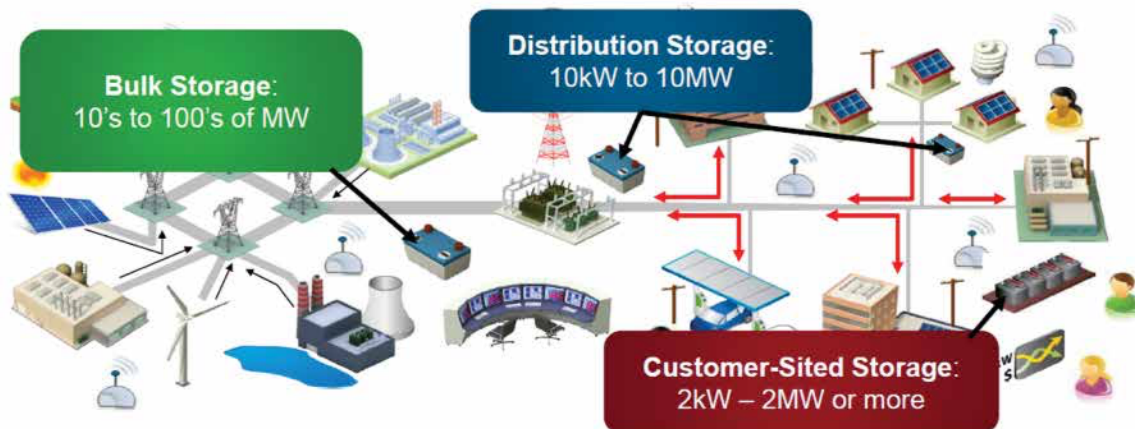 Bulk Storage:
10's to 100's of MW
Distribution Storage:
10kW to 10MW
Customer-Sited Storage:
2kW – 2MW or more
W
$